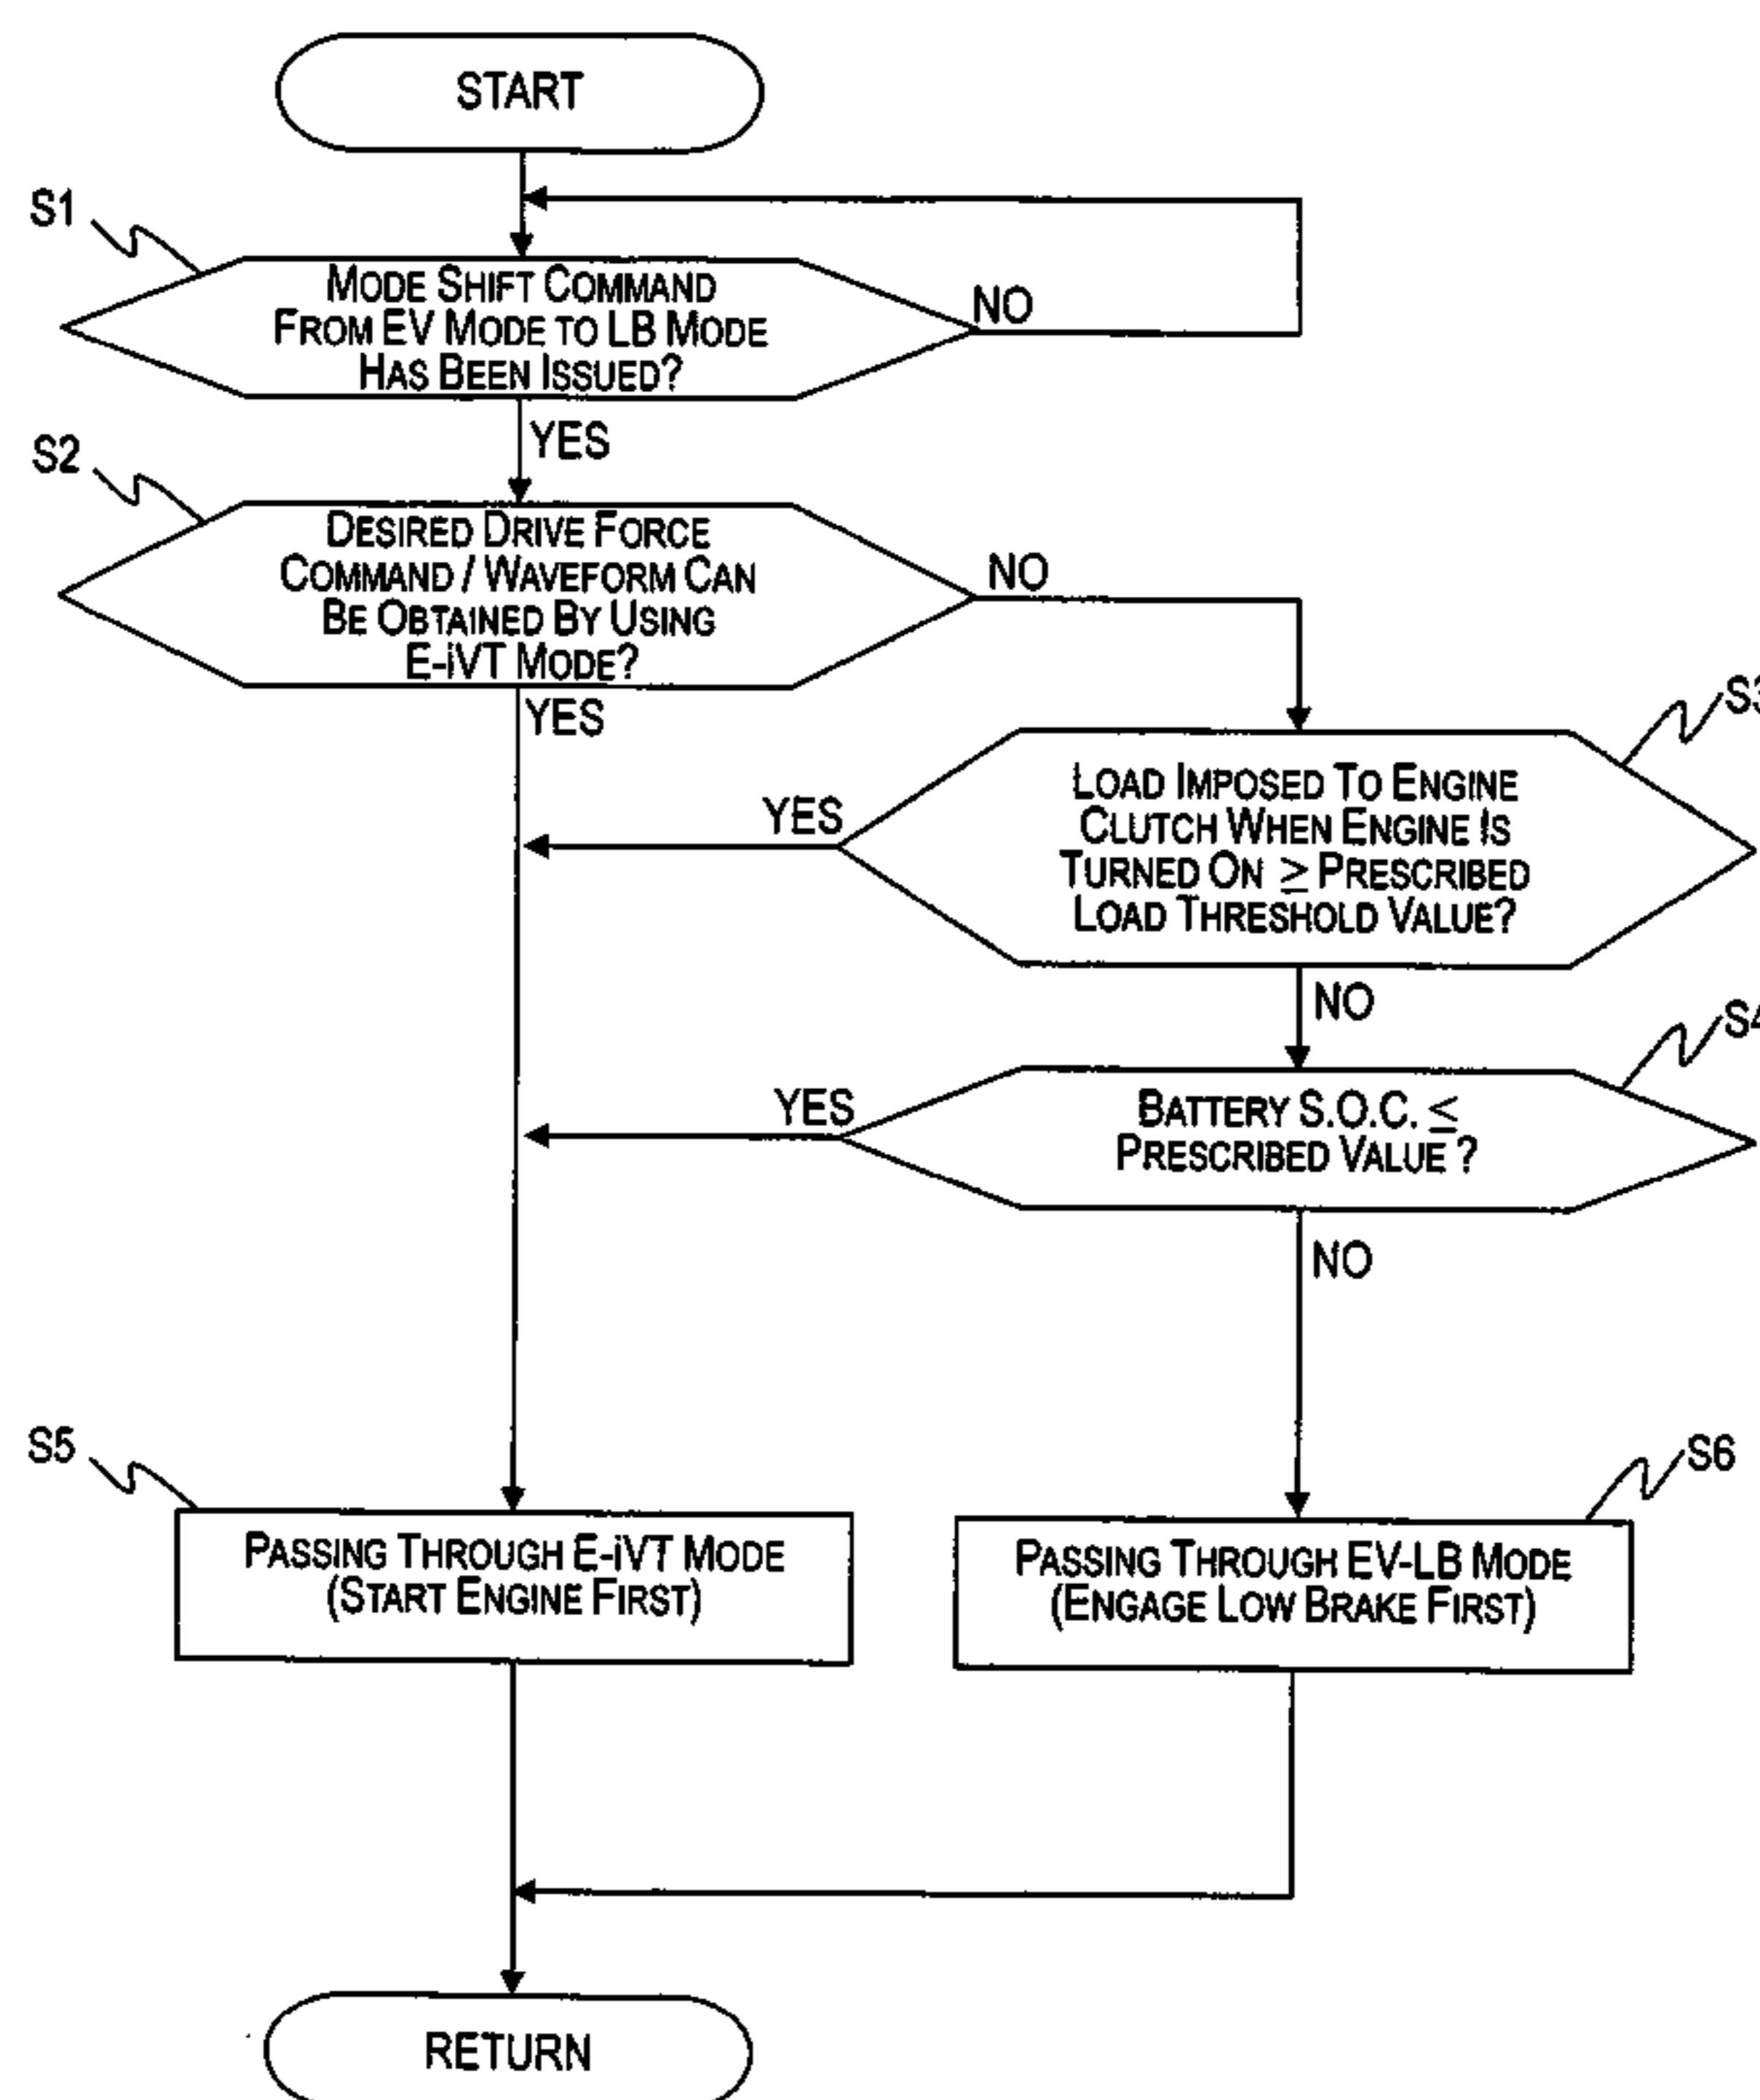 START
S1
MODE SHIFT COMMAND
FROM EV MODE TO LB MODE
HAS BEEN ISSUED?
NO
YES
S2
DESIRED DRIVE FORCE
COMMAND / WAVEFORM CAN
BE OBTAINED BY USING
E-iVT MODE?
NO
YES
S3
LOAD IMPOSED TO ENGINE
CLUTCH WHEN ENGINE IS
TURNED ON ≥ PRESCRIBED
LOAD THRESHOLD VALUE?
YES
NO
S4
BATTERY S.O.C. ≤
PRESCRIBED VALUE ?
YES
NO
S5
PASSING THROUGH E-iVT MODE
(START ENGINE FIRST)
S6
PASSING THROUGH EV-LB MODE
(ENGAGE LOW BRAKE FIRST)
RETURN